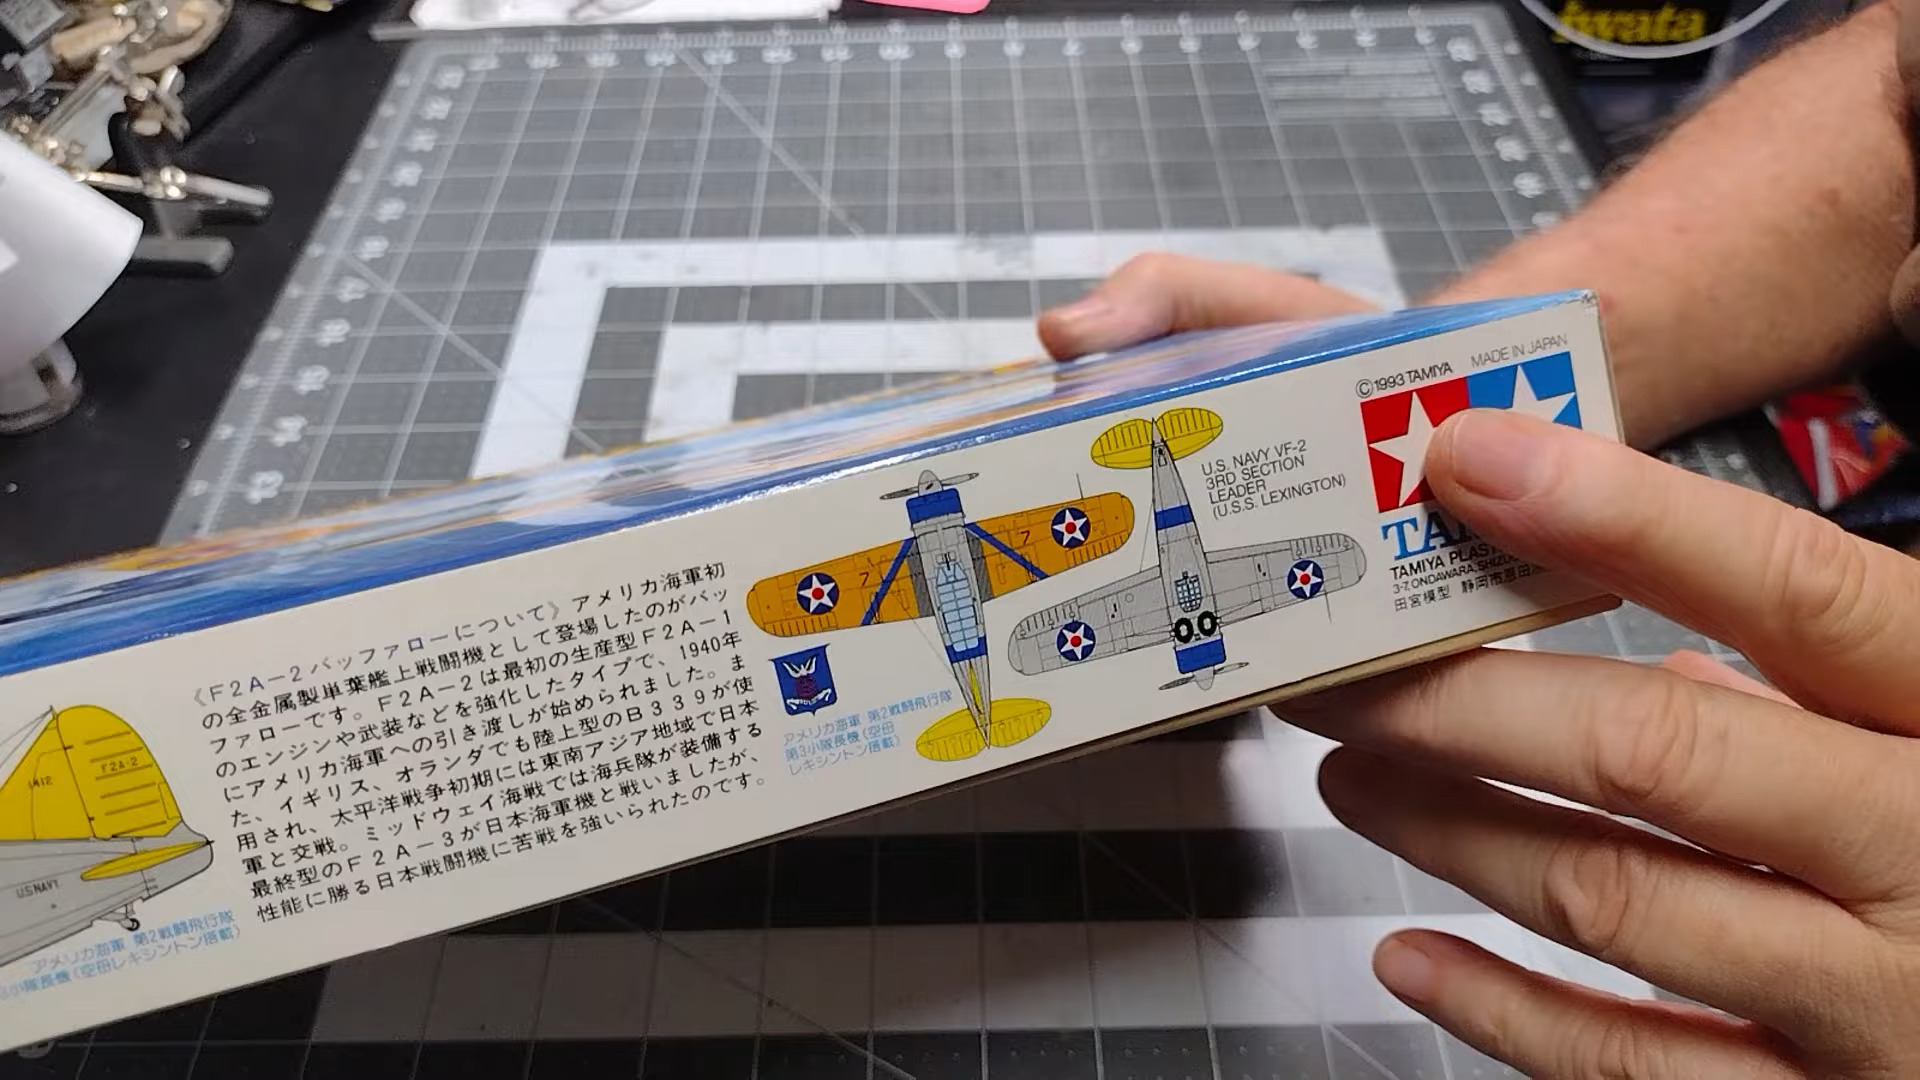 iwata
©1993 TAMIYA MADE IN JAPAN
TAMIYA PLAST
3-7, ONDAWARA, SHIZUO
田宮模型 静岡市恩田
U.S. NAVY VF-2
3RD SECTION
LEADER
(U.S.S. LEXINGTON)
7
7
《F2A−2バッファローについて》アメリカ海軍初
の全金属製単葉艦上戦闘機として登場したのがバッ
ファローです。F2A−2は最初の生産型F2A−1
のエンジンや武装などを強化したタイプで、1940年
にアメリカ海軍への引き渡しが始められました。ま
た、イギリス、オランダでも陸上型のB339が使
用され、太平洋戦争初期には東南アジア地域で日本
軍と交戦。ミッドウェイ海戦では海兵隊が装備する
最終型のF2A−3が日本海軍機と戦いましたが、
性能に勝る日本戦闘機に苦戦を強いられたのです。
アメリカ海軍 第2戦闘飛行隊
第3小隊長機(空母
レキシントン搭載)
1412
F2A-2
U.S NAVY
アメリカ海軍 第2戦闘飛行隊
3小隊長機(空母レキシントン搭載)